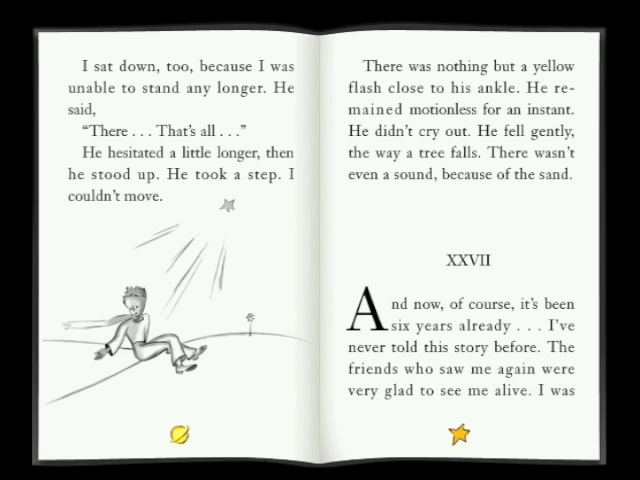 I sat down, too, because I was
unable to stand any longer. He
said,
“There . . . That’s all . . .”
He hesitated a little longer, then
he stood up. He took a step. I
couldn’t move.
There was nothing but a yellow
flash close to his ankle. He re-
mained motionless for an instant.
He didn’t cry out. He fell gently,
the way a tree falls. There wasn’t
even a sound, because of the sand.
XXVII
And now, of course, it’s been
six years already . . . I’ve
never told this story before. The
friends who saw me again were
very glad to see me alive. I was